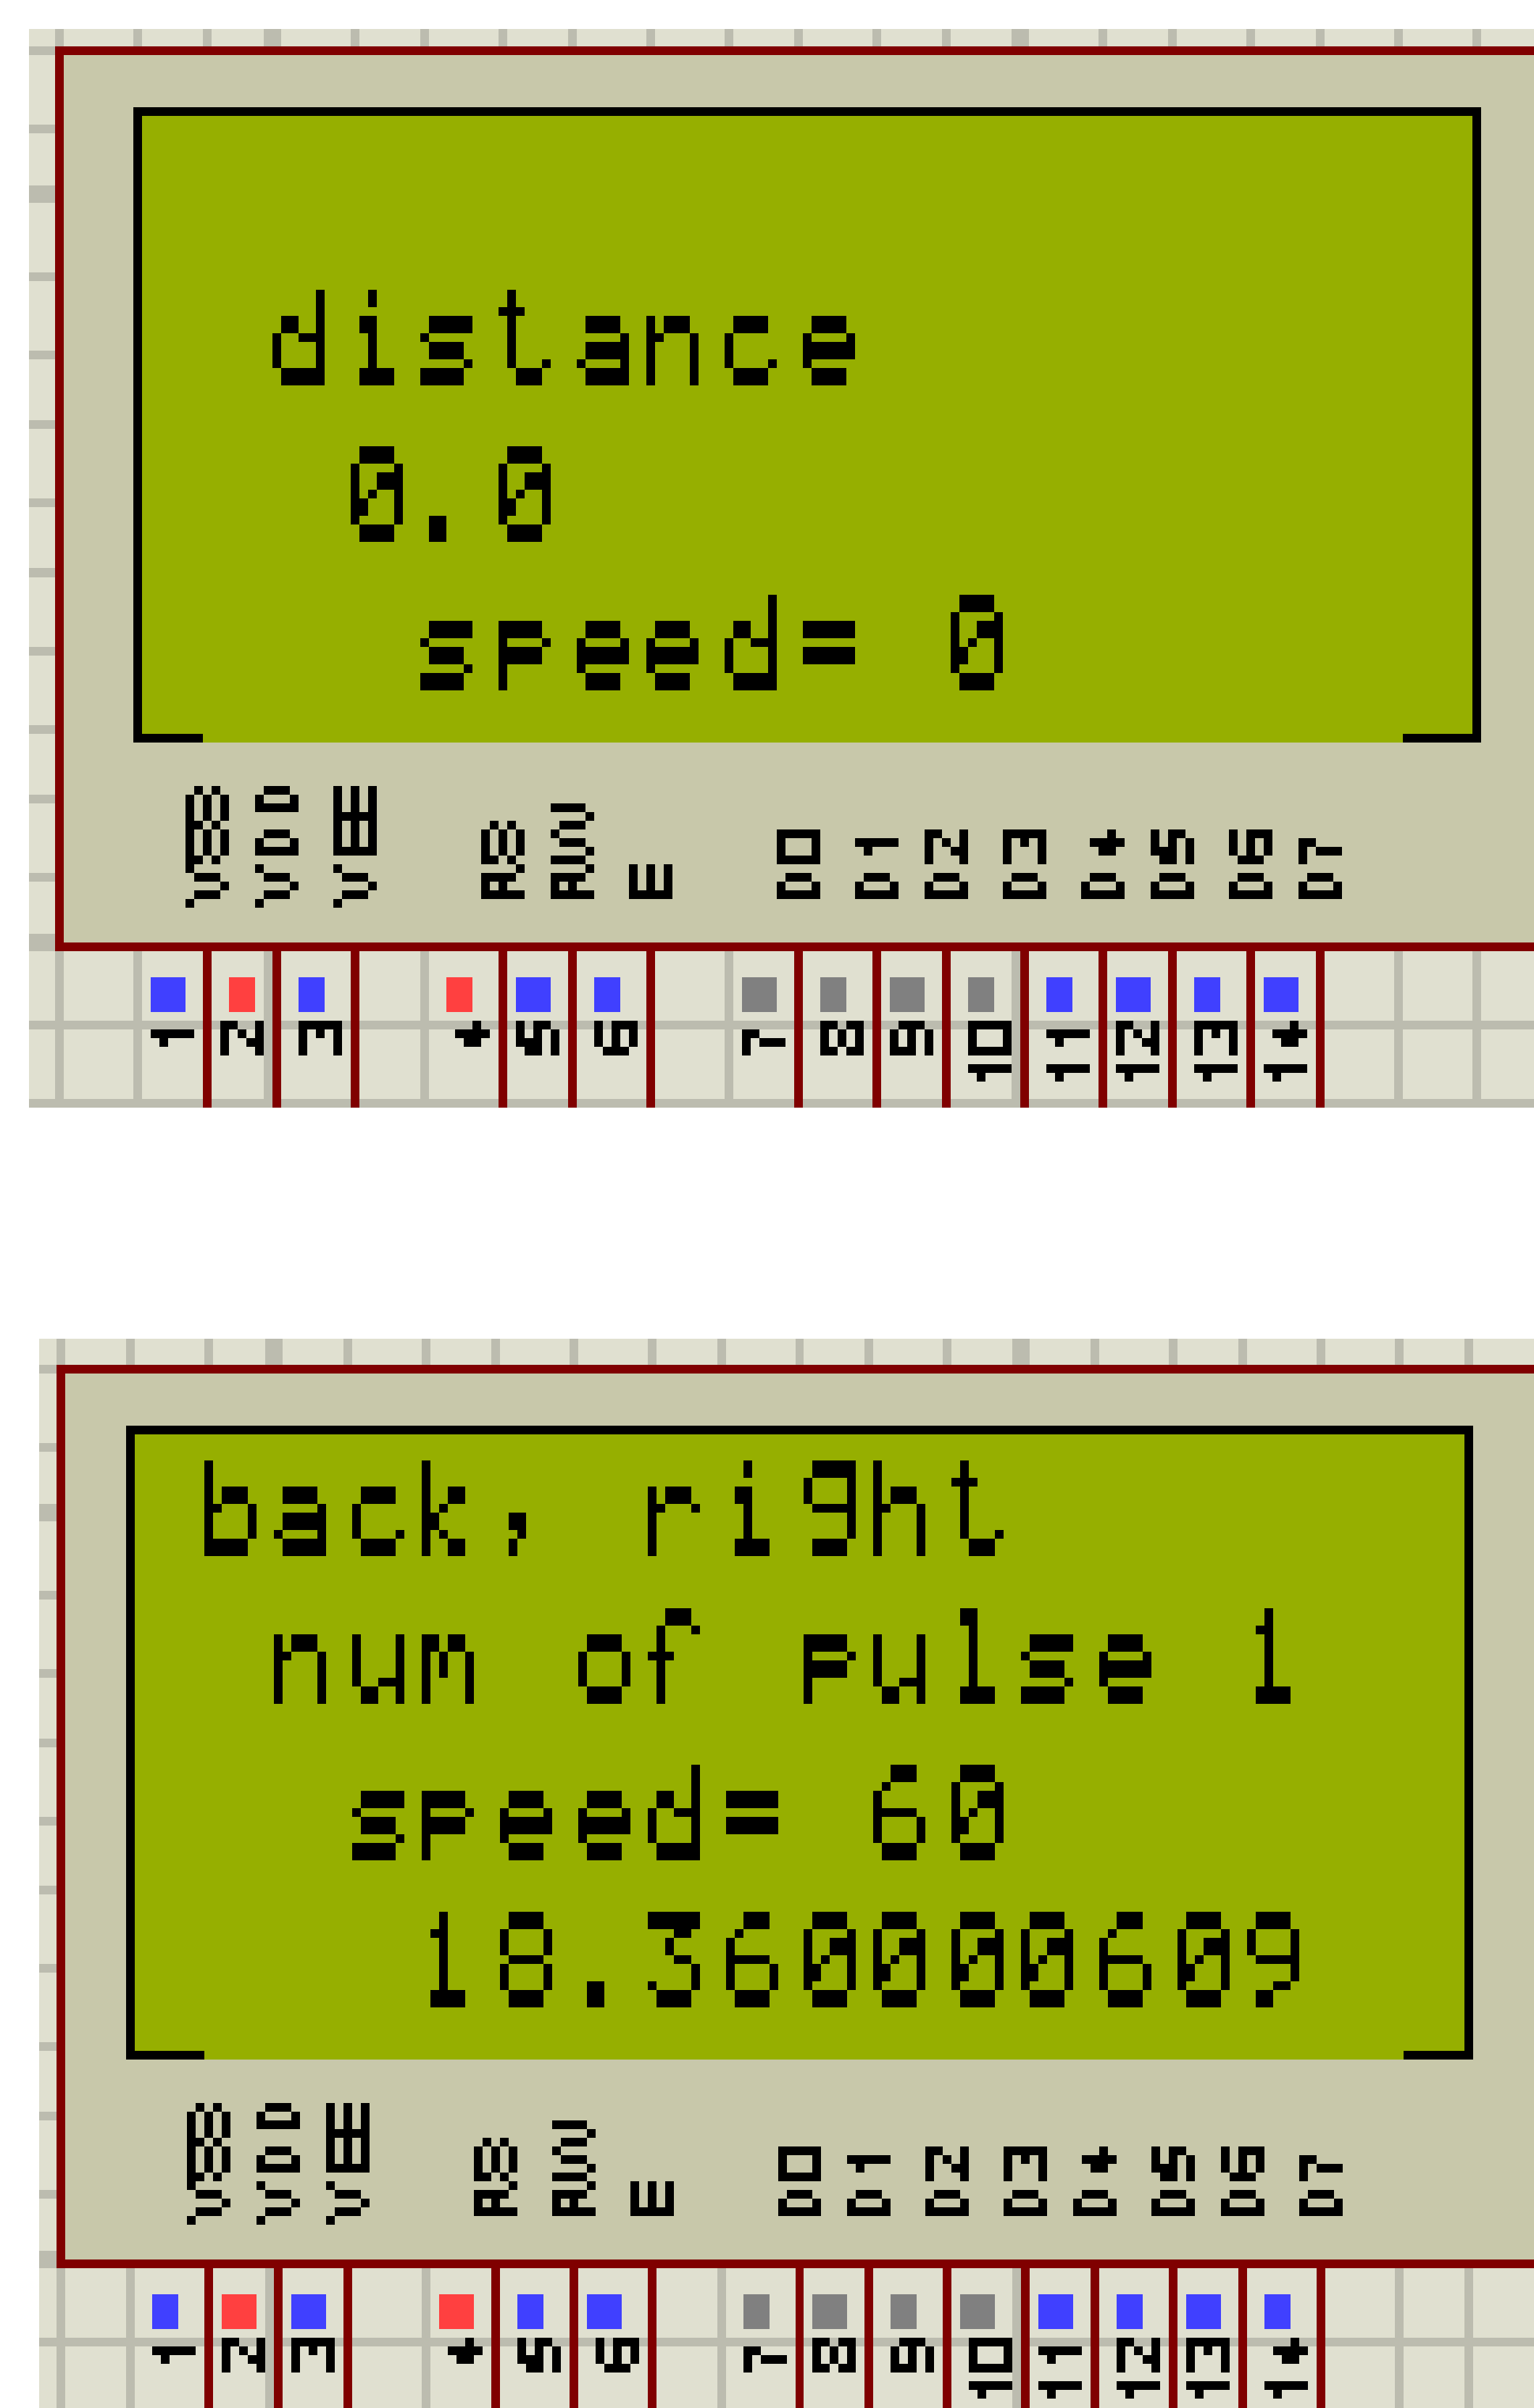 distance
0.0
speed= 0
VSS VDD VEE RS RW E D0 D1 D2 D3 D4 D5 D6 D7
1 2 3 4 5 6 7 8 9 10 11 12 13 14
back, right
num of pulse 1
speed= 60
18.360000609
VSS VDD VEE RS RW E D0 D1 D2 D3 D4 D5 D6 D7
1 2 3 4 5 6 7 8 9 10 11 12 13 14